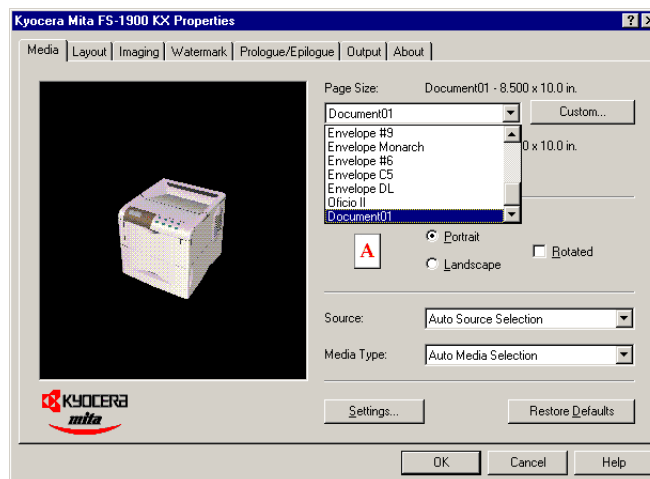 Kyocera Mita FS-1900 KX Properties
Media Layout Imaging Watermark Prologue/Epilogue Output About
Page Size: Document01 - 8.500 x 10.0 in.
Document01 Custom...
Envelope #9
Envelope Monarch 0 x 10.0 in.
Envelope #6
Envelope C5
Envelope DL
Oficio II
Document01
A Portrait
Rotated
Landscape
Source: Auto Source Selection
Media Type: Auto Media Selection
KYOCERA
mita
Settings... Restore Defaults
OK Cancel Help